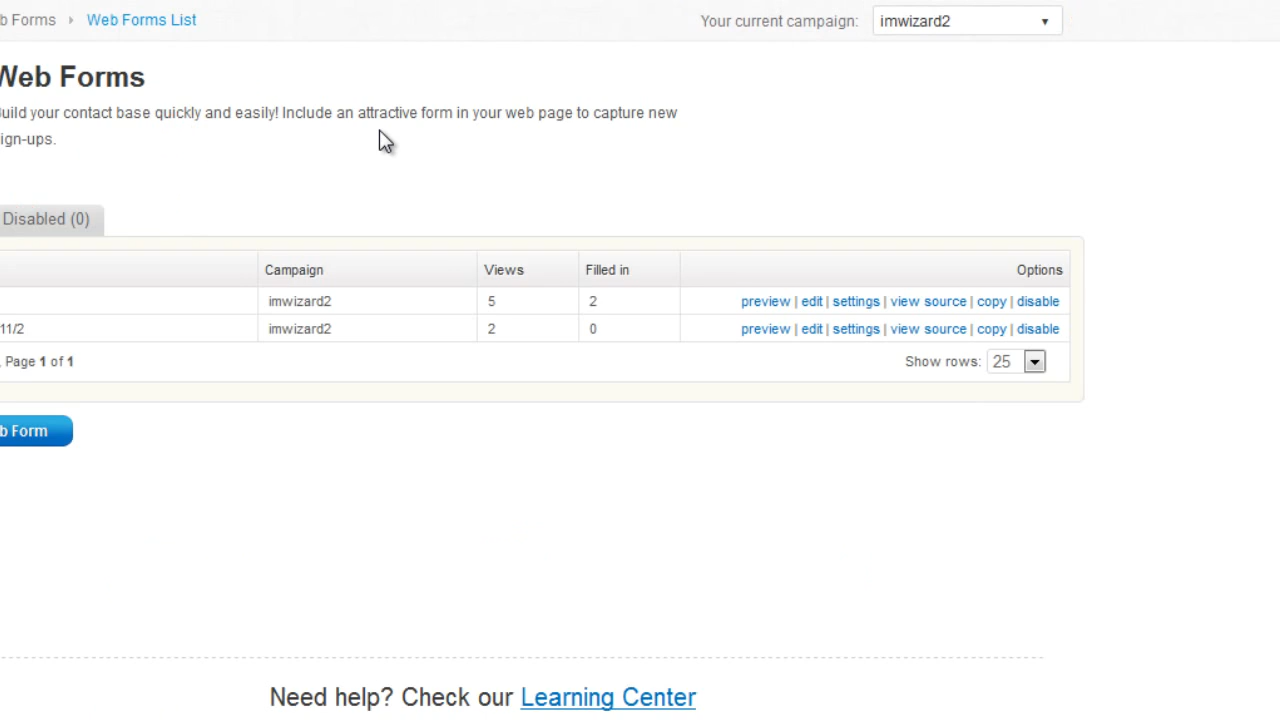 b Forms Web Forms List Your current campaign: imwizard2
Web Forms
uild your contact base quickly and easily! Include an attractive form in your web page to capture new
ign-ups.
Disabled (0)
Campaign Views Filled in Options
imwizard2 5 2 preview | edit | settings | view source | copy | disable
11/2 imwizard2 2 0 preview | edit | settings | view source | copy | disable
, Page 1 of 1 Show rows: 25
b Form
Need help? Check our Learning Center